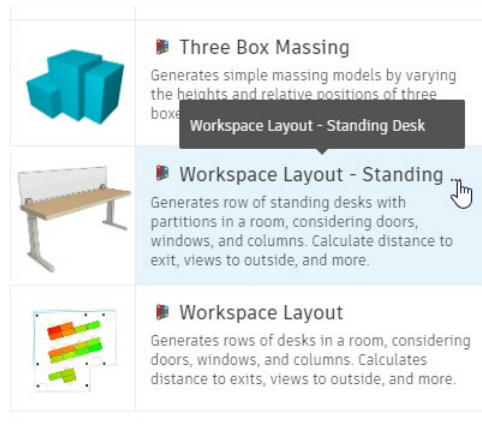 Three Box Massing
Generates simple massing models by varying
the heights and relative positions of three
Workspace Layout - Standing Desk
Workspace Layout - Standing ...
Generates row of standing desks with
partitions in a room, considering doors,
windows, and columns. Calculate distance to
exit, views to outside, and more.
Workspace Layout
Generates rows of desks in a room, considering
doors, windows, and columns. Calculates
distance to exits, views to outside, and more.